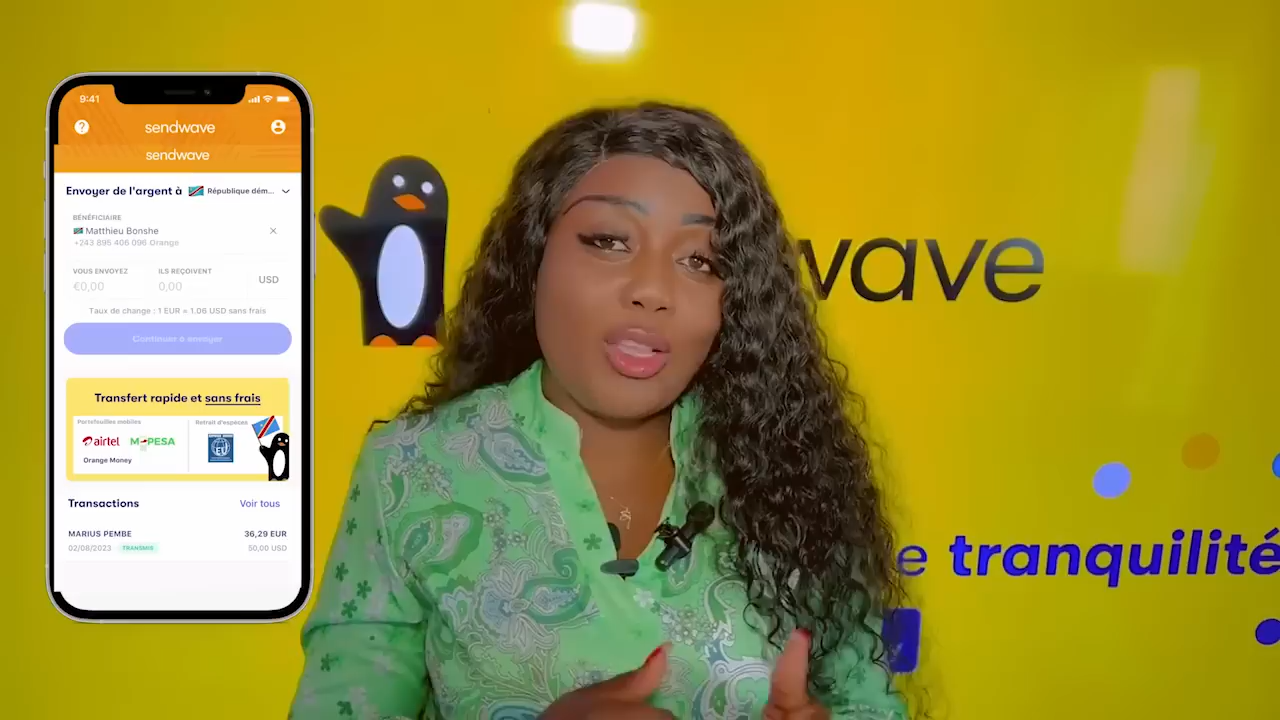 9:41
sendwave
sendwave
Envoyer de l'argent à République dém...
BÉNÉFICIAIRE
Matthieu Bonshe
+243 895 406 096 Orange
VOUS ENVOYEZ ILS REÇOIVENT
€0,00 0,00 USD
Taux de change : 1 EUR = 1.06 USD sans frais
Continuer à envoyer
Transfert rapide et sans frais
Portefeuilles mobiles Retrait d'espèces
airtel M-PESA
Orange Money
Transactions Voir tous
MARIUS PEMBE 36,29 EUR
02/08/2023 TRANSMIS 50,00 USD
wave
e tranquilité